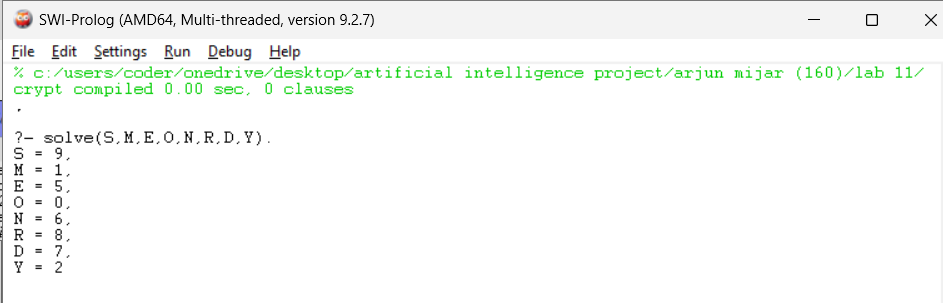 SWI-Prolog (AMD64, Multi-threaded, version 9.2.7)
File Edit Settings Run Debug Help
% c:/users/coder/onedrive/desktop/artificial intelligence project/arjun mijar (160)/lab 11/
crypt compiled 0.00 sec, 0 clauses
.
?- solve(S,M,E,O,N,R,D,Y).
S = 9,
M = 1,
E = 5,
O = 0,
N = 6,
R = 8,
D = 7,
Y = 2